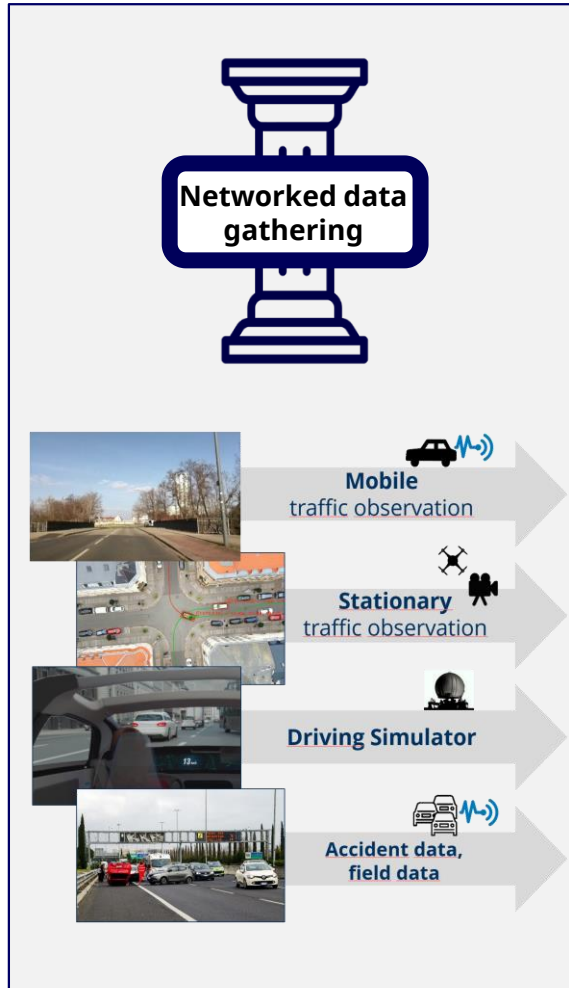 Networked data
gathering
Mobile
traffic observation
Stationary
traffic observation
Driving Simulator
Accident data,
field data